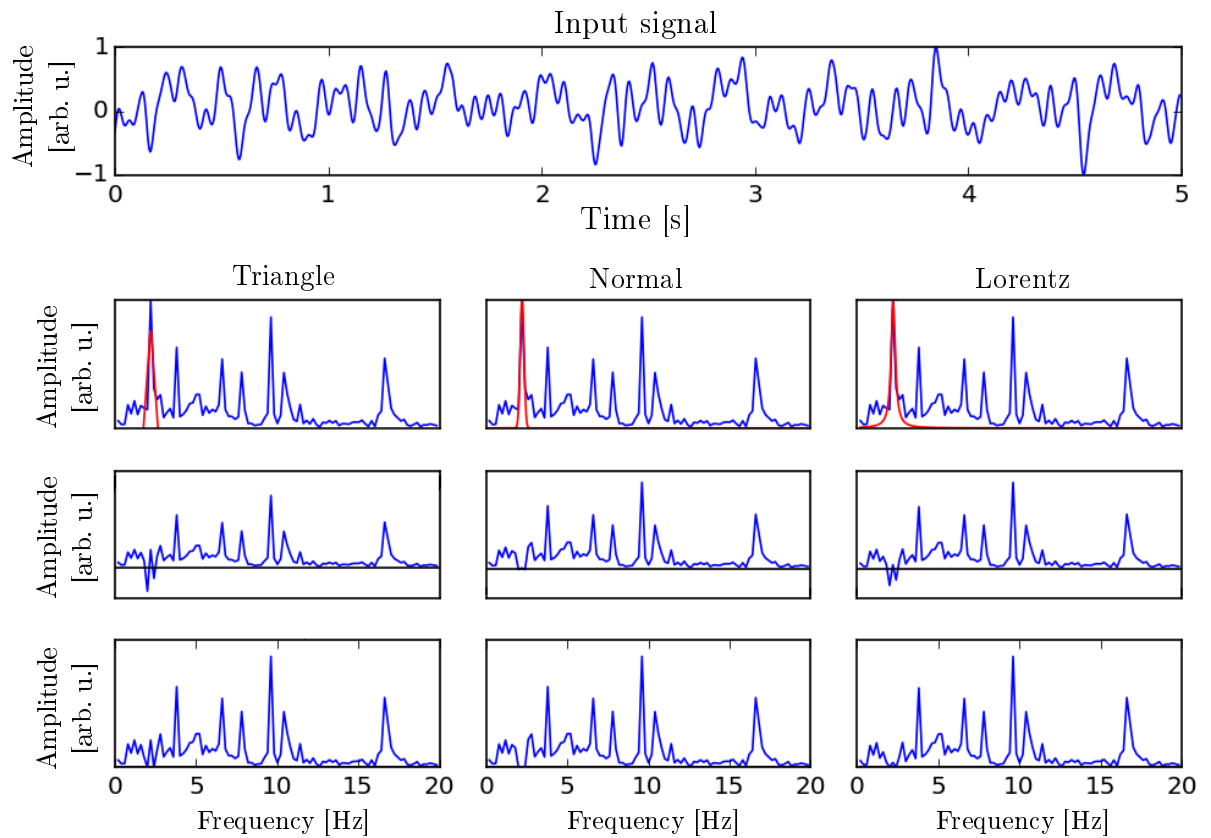 Input signal
Amplitude
[arb. u.]
1
0
−1
0 1 2 3 4 5
Time [s]
Triangle Normal Lorentz
Amplitude
[arb. u.]
Amplitude
[arb. u.]
Amplitude
[arb. u.]
0 5 10 15 20 0 5 10 15 20 0 5 10 15 20
Frequency [Hz] Frequency [Hz] Frequency [Hz]